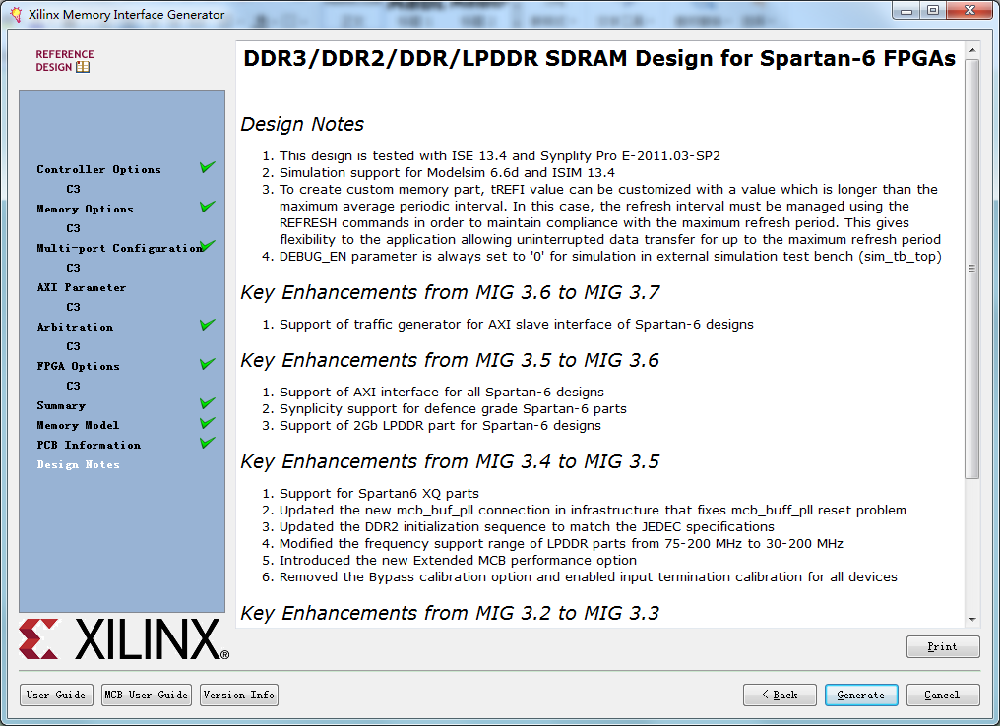 Xilinx Memory Interface Generator
REFERENCE
DESIGN
Controller Options
C3
Memory Options
C3
Multi-port Configuration
C3
AXI Parameter
C3
Arbitration
C3
FPGA Options
C3
Summary
Memory Model
PCB Information
Design Notes
XILINX®
DDR3/DDR2/DDR/LPDDR SDRAM Design for Spartan-6 FPGAs
Design Notes
1. This design is tested with ISE 13.4 and Synplify Pro E-2011.03-SP2
2. Simulation support for Modelsim 6.6d and ISIM 13.4
3. To create custom memory part, tREFI value can be customized with a value which is longer than the
maximum average periodic interval. In this case, the refresh interval must be managed using the
REFRESH commands in order to maintain compliance with the maximum refresh period. This gives
flexibility to the application allowing uninterrupted data transfer for up to the maximum refresh period
4. DEBUG_EN parameter is always set to '0' for simulation in external simulation test bench (sim_tb_top)
Key Enhancements from MIG 3.6 to MIG 3.7
1. Support of traffic generator for AXI slave interface of Spartan-6 designs
Key Enhancements from MIG 3.5 to MIG 3.6
1. Support of AXI interface for all Spartan-6 designs
2. Synplicity support for defence grade Spartan-6 parts
3. Support of 2Gb LPDDR part for Spartan-6 designs
Key Enhancements from MIG 3.4 to MIG 3.5
1. Support for Spartan6 XQ parts
2. Updated the new mcb_buf_pll connection in infrastructure that fixes mcb_buff_pll reset problem
3. Updated the DDR2 initialization sequence to match the JEDEC specifications
4. Modified the frequency support range of LPDDR parts from 75-200 MHz to 30-200 MHz
5. Introduced the new Extended MCB performance option
6. Removed the Bypass calibration option and enabled input termination calibration for all devices
Key Enhancements from MIG 3.2 to MIG 3.3
Print
User Guide
MCB User Guide
Version Info
< Back
Generate
Cancel